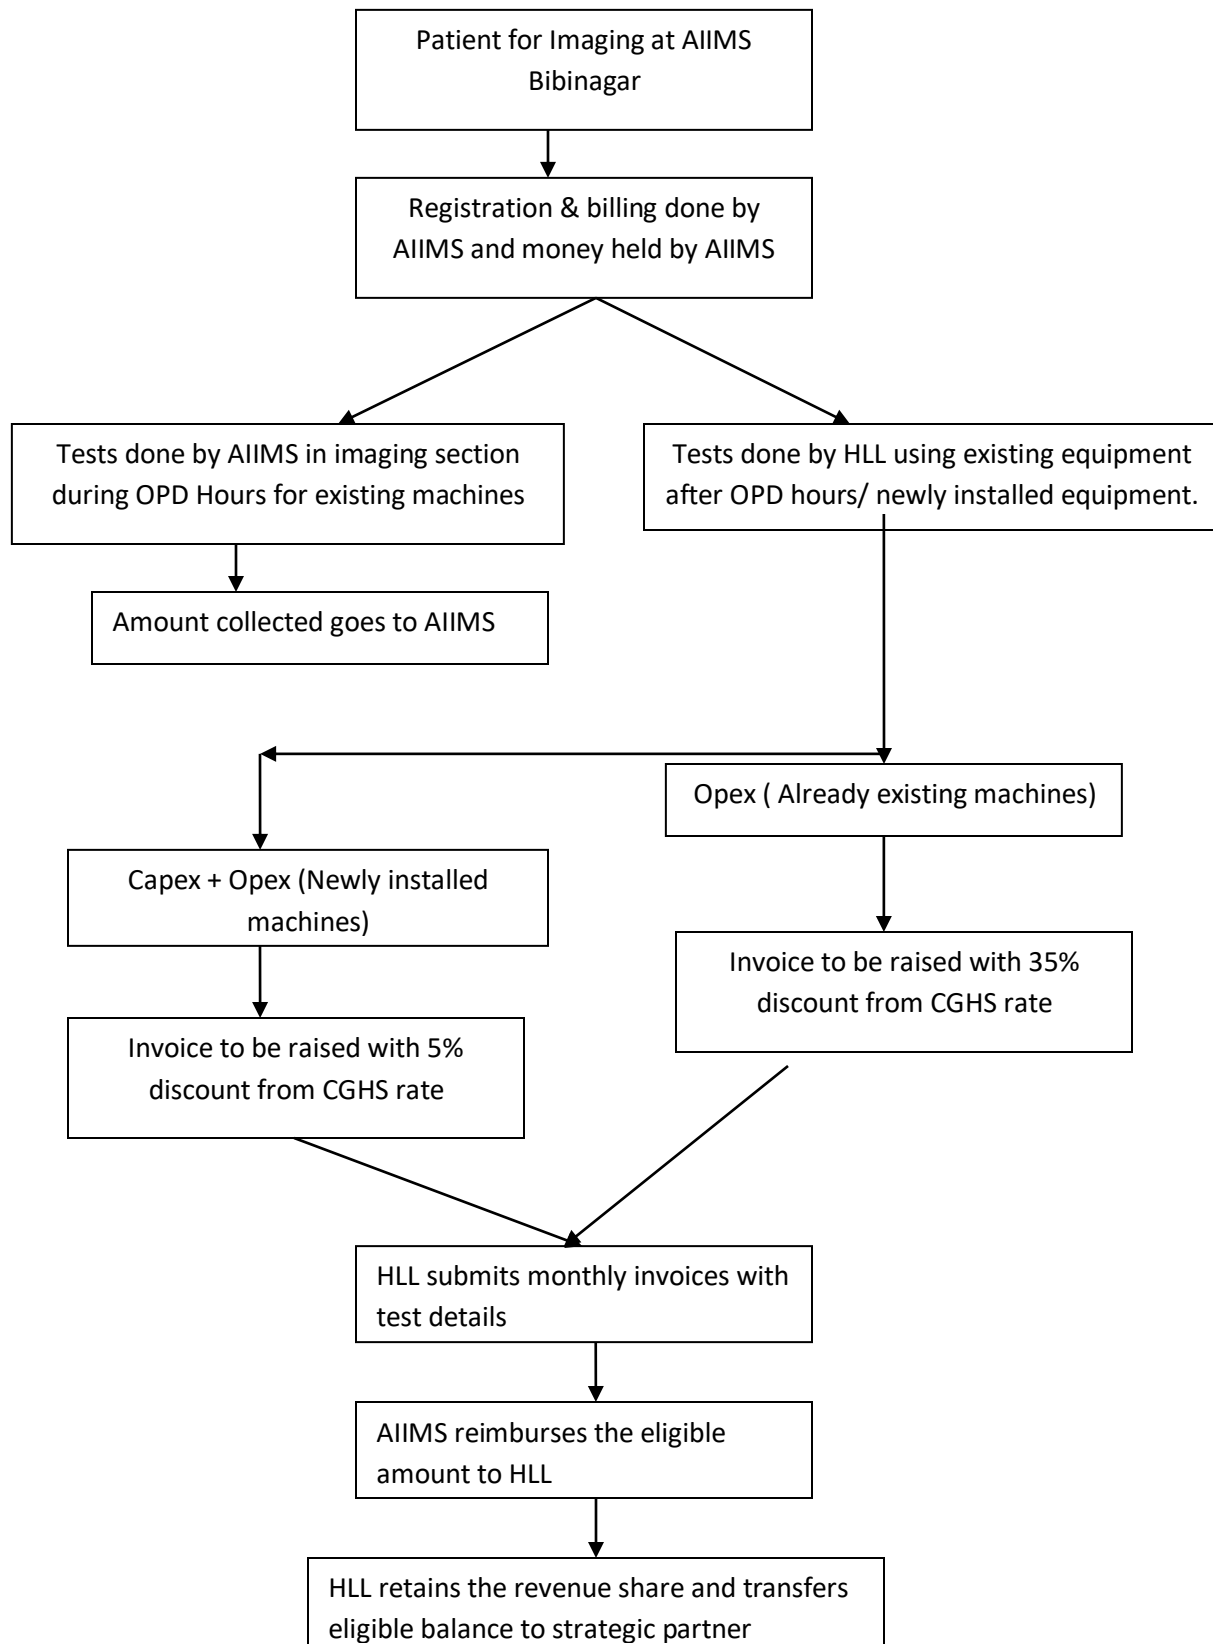 Patient for Imaging at AIIMS
Bibinagar
Registration & billing done by
AIIMS and money held by AIIMS
Tests done by AIIMS in imaging section
during OPD Hours for existing machines
Tests done by HLL using existing equipment
after OPD hours/ newly installed equipment.
Amount collected goes to AIIMS
Opex ( Already existing machines)
Capex + Opex (Newly installed
machines)
Invoice to be raised with 35%
discount from CGHS rate
Invoice to be raised with 5%
discount from CGHS rate
HLL submits monthly invoices with
test details
AIIMS reimburses the eligible
amount to HLL
HLL retains the revenue share and transfers
eligible balance to strategic partner